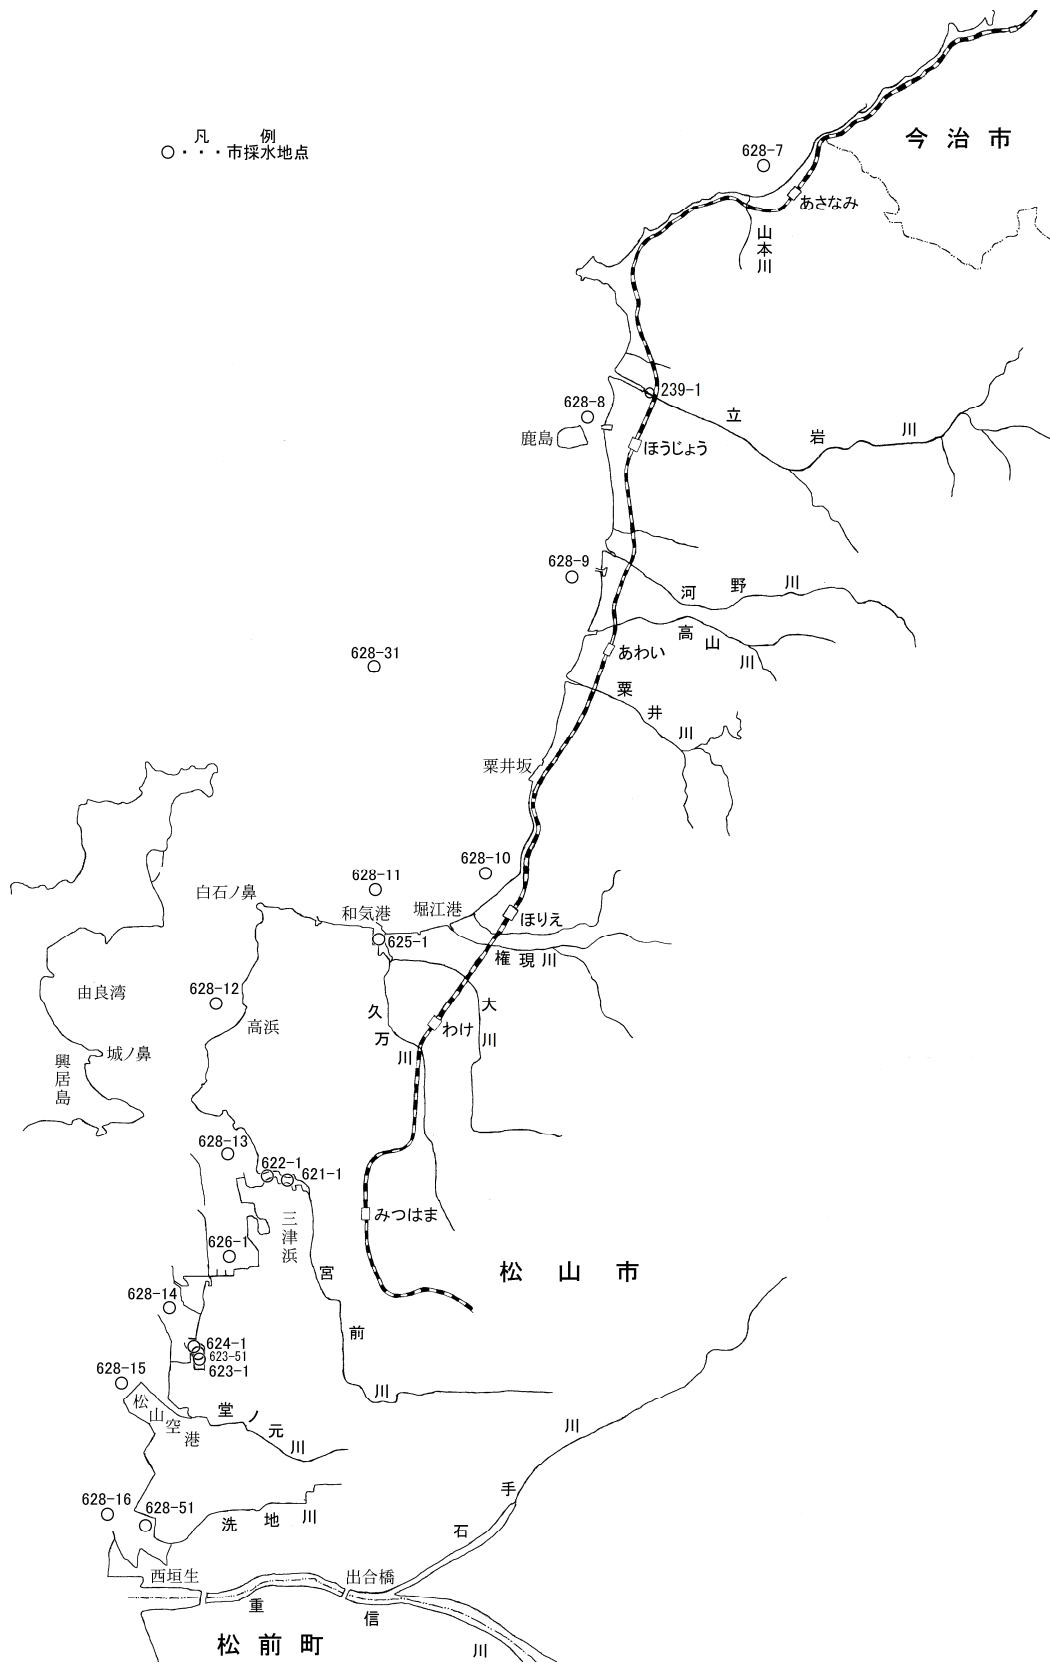 凡 例
○・・・市採水地点
今治市
628-7
あさなみ
山本川
239-1
628-8
鹿島
ほうじょう
立岩川
628-9
河野川
高山川
628-31
あわい
粟井川
粟井坂
628-10
628-11
白石ノ鼻
和気港
堀江港
ほりえ
625-1
権現川
由良湾
628-12
高浜
久万川
わけ
大川
城ノ鼻
興居島
628-13
622-1
621-1
三津浜
みつはま
626-1
宮前川
松山市
628-14
624-1
623-51
623-1
628-15
松山空港
堂ノ元川
石手川
628-16
628-51
洗地川
西垣生
出合橋
重信川
松前町